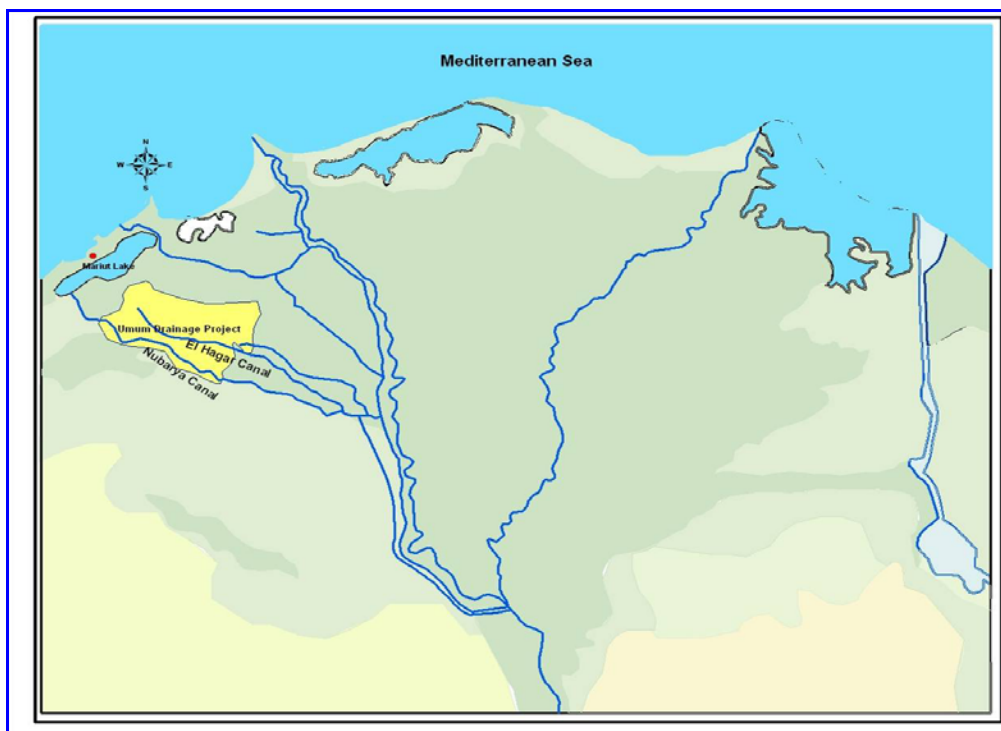 Mediterranean Sea
N
W E
S
Mariut Lake
Umum Drainage Project
El Hagar Canal
Nubarya Canal